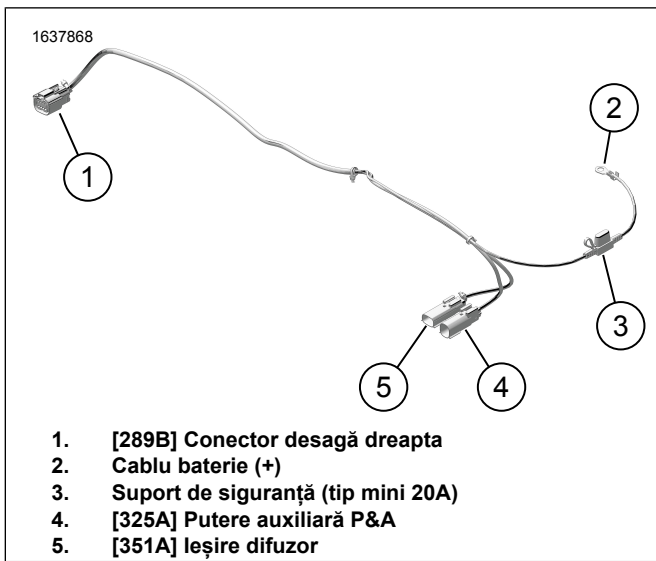 1637868
1
2
3
4
5
1. [289B] Conector desagă dreapta
2. Cablu baterie (+)
3. Suport de siguranță (tip mini 20A)
4. [325A] Putere auxiliară P&A
5. [351A] Ieșire difuzor